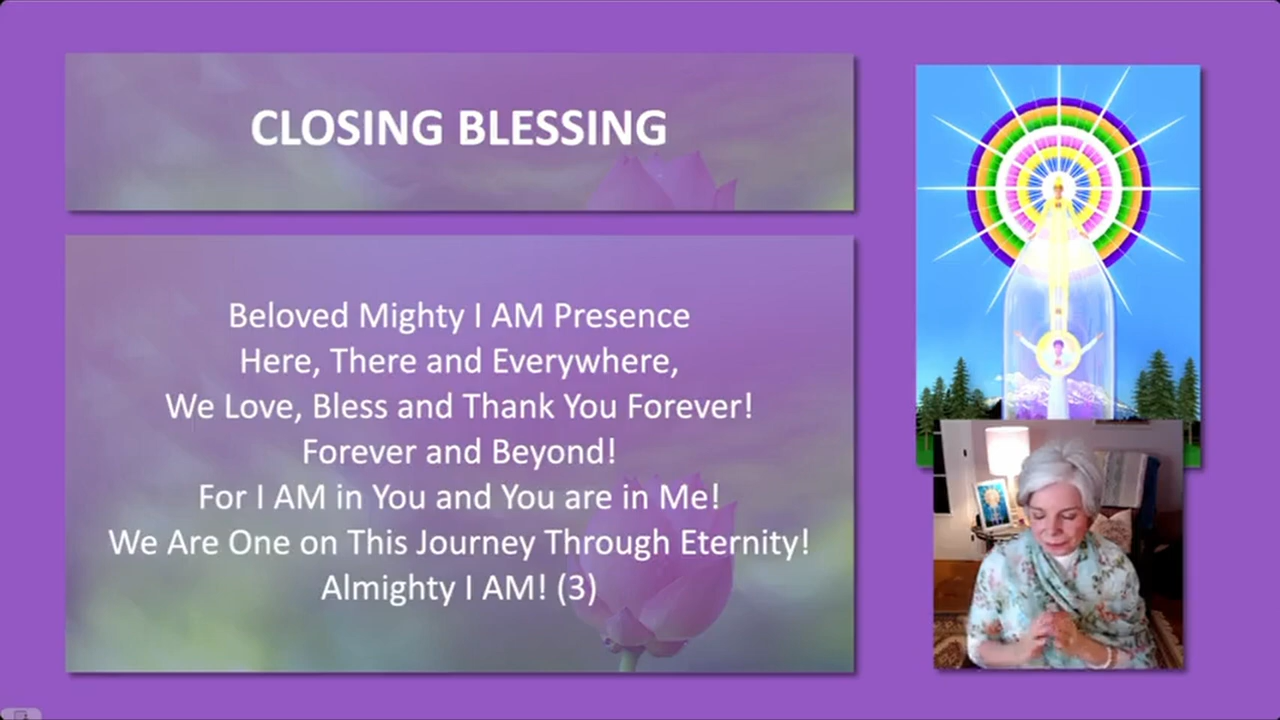 CLOSING BLESSING
Beloved Mighty I AM Presence
Here, There and Everywhere,
We Love, Bless and Thank You Forever!
Forever and Beyond!
For I AM in You and You are in Me!
We Are One on This Journey Through Eternity!
Almighty I AM! (3)